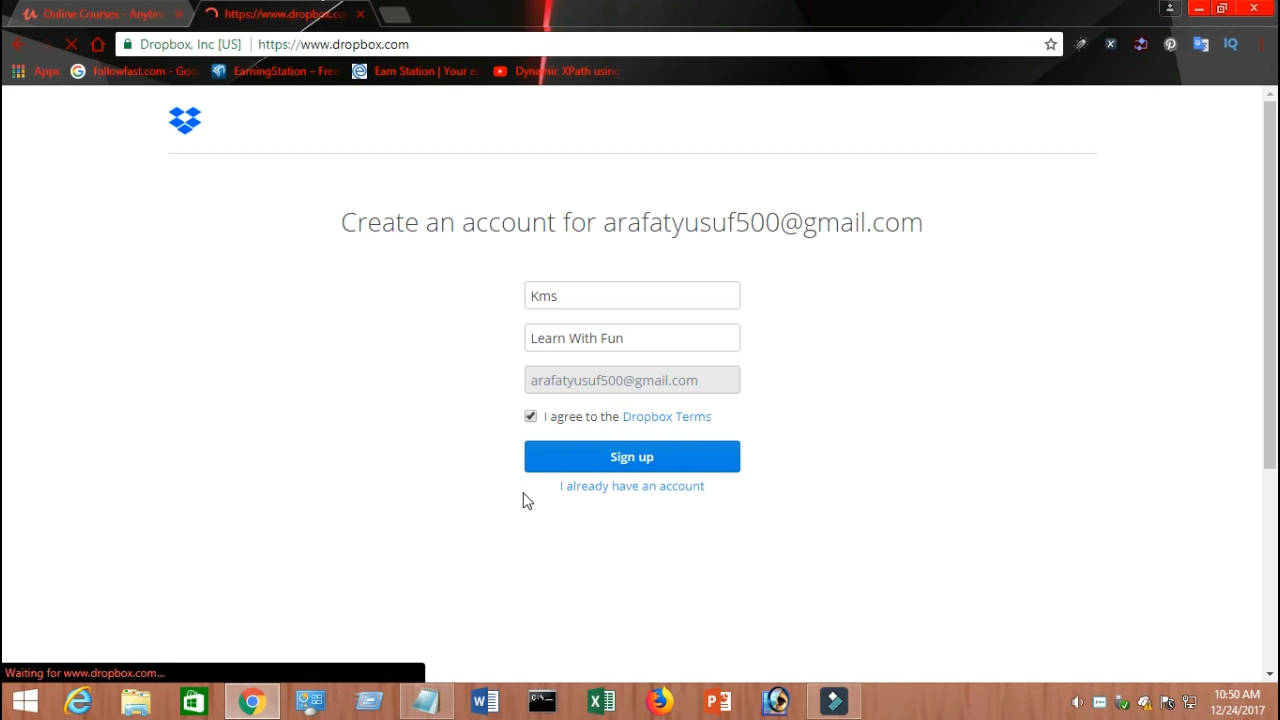 Online Courses - Anytim
https://www.dropbox.co
Dropbox, Inc [US]
https://www.dropbox.com
Apps
followfast.com - Goo
EarningStation – Free
Earn Station | Your e
Dynamic XPath using
Create an account for arafatyusuf500@gmail.com
Kms
Learn With Fun
arafatyusuf500@gmail.com
I agree to the Dropbox Terms
Sign up
I already have an account
Waiting for www.dropbox.com...
10:50 AM
12/24/2017